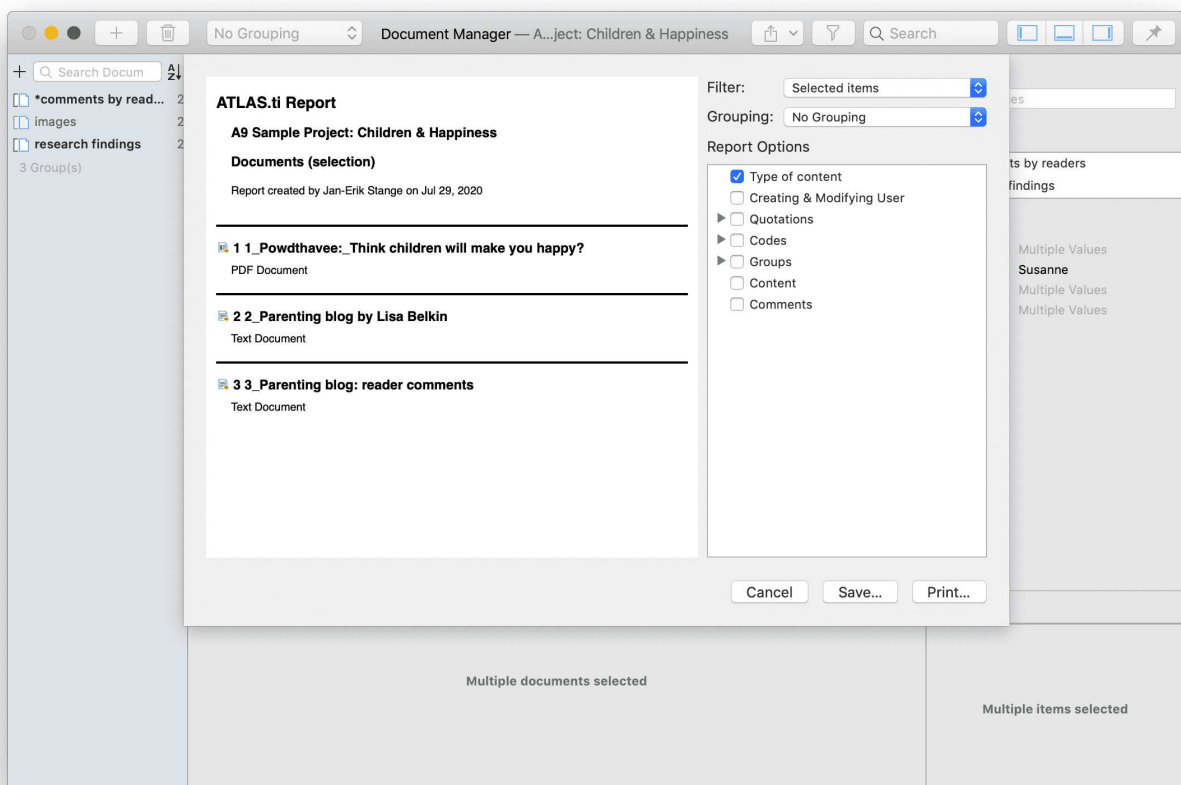 No Grouping
Document Manager — A...ject: Children & Happiness
Search
Search Docum
*comments by read... 2
images 2
research findings 2
3 Group(s)
ATLAS.ti Report
A9 Sample Project: Children & Happiness
Documents (selection)
Report created by Jan-Erik Stange on Jul 29, 2020
1 1_Powdthavee:_Think children will make you happy?
PDF Document
2 2_Parenting blog by Lisa Belkin
Text Document
3 3_Parenting blog: reader comments
Text Document
Filter: Selected items
Grouping: No Grouping
Report Options
Type of content
Creating & Modifying User
Quotations
Codes
Groups
Content
Comments
Cancel Save... Print...
es
ts by readers
findings
Multiple Values
Susanne
Multiple Values
Multiple Values
Multiple documents selected
Multiple items selected